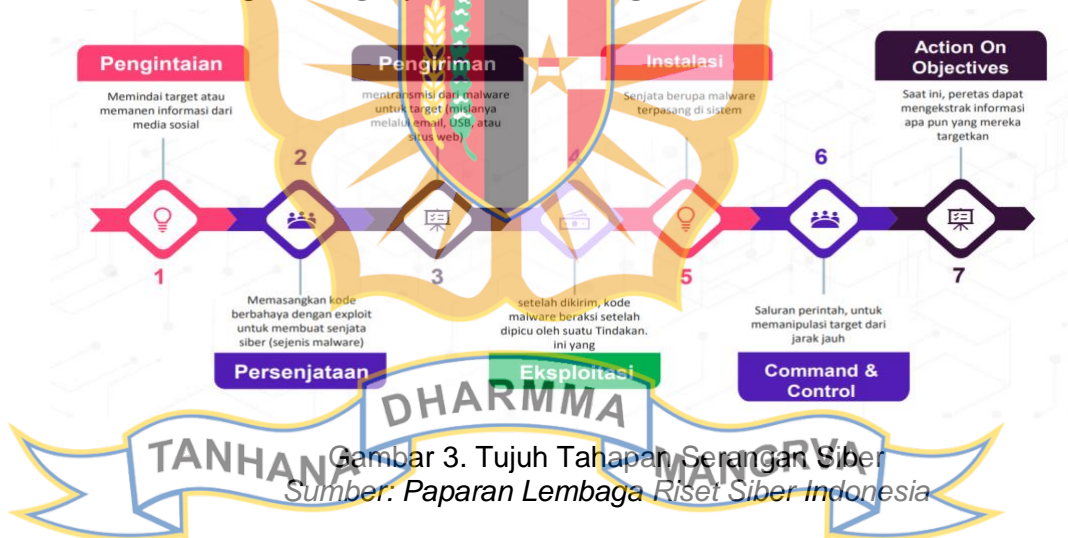 Pengintaian
Memindai target atau
memanen informasi dari
media sosial
1
2
Memasangkan kode
berbahaya dengan exploit
untuk membuat senjata
siber (sejenis malware)
Persenjataan
Pengiriman
mentransmisi dari malware
untuk target (misalnya
melalui email, USB, atau
situs web)
3
4
setelah dikirim, kode
malware beraksi setelah
dipicu oleh suatu Tindakan.
ini yang
Eksploitasi
Instalasi
Senjata berupa malware
terpasang di sistem
5
6
Saluran perintah, untuk
memanipulasi target dari
jarak jauh
Command &
Control
Action On
Objectives
Saat ini, peretas dapat
mengekstrak informasi
apa pun yang mereka
targetkan
7
TANHANA DHARMMA MANGRVA
Gambar 3. Tujuh Tahapan Serangan Siber
Sumber: Paparan Lembaga Riset Siber Indonesia